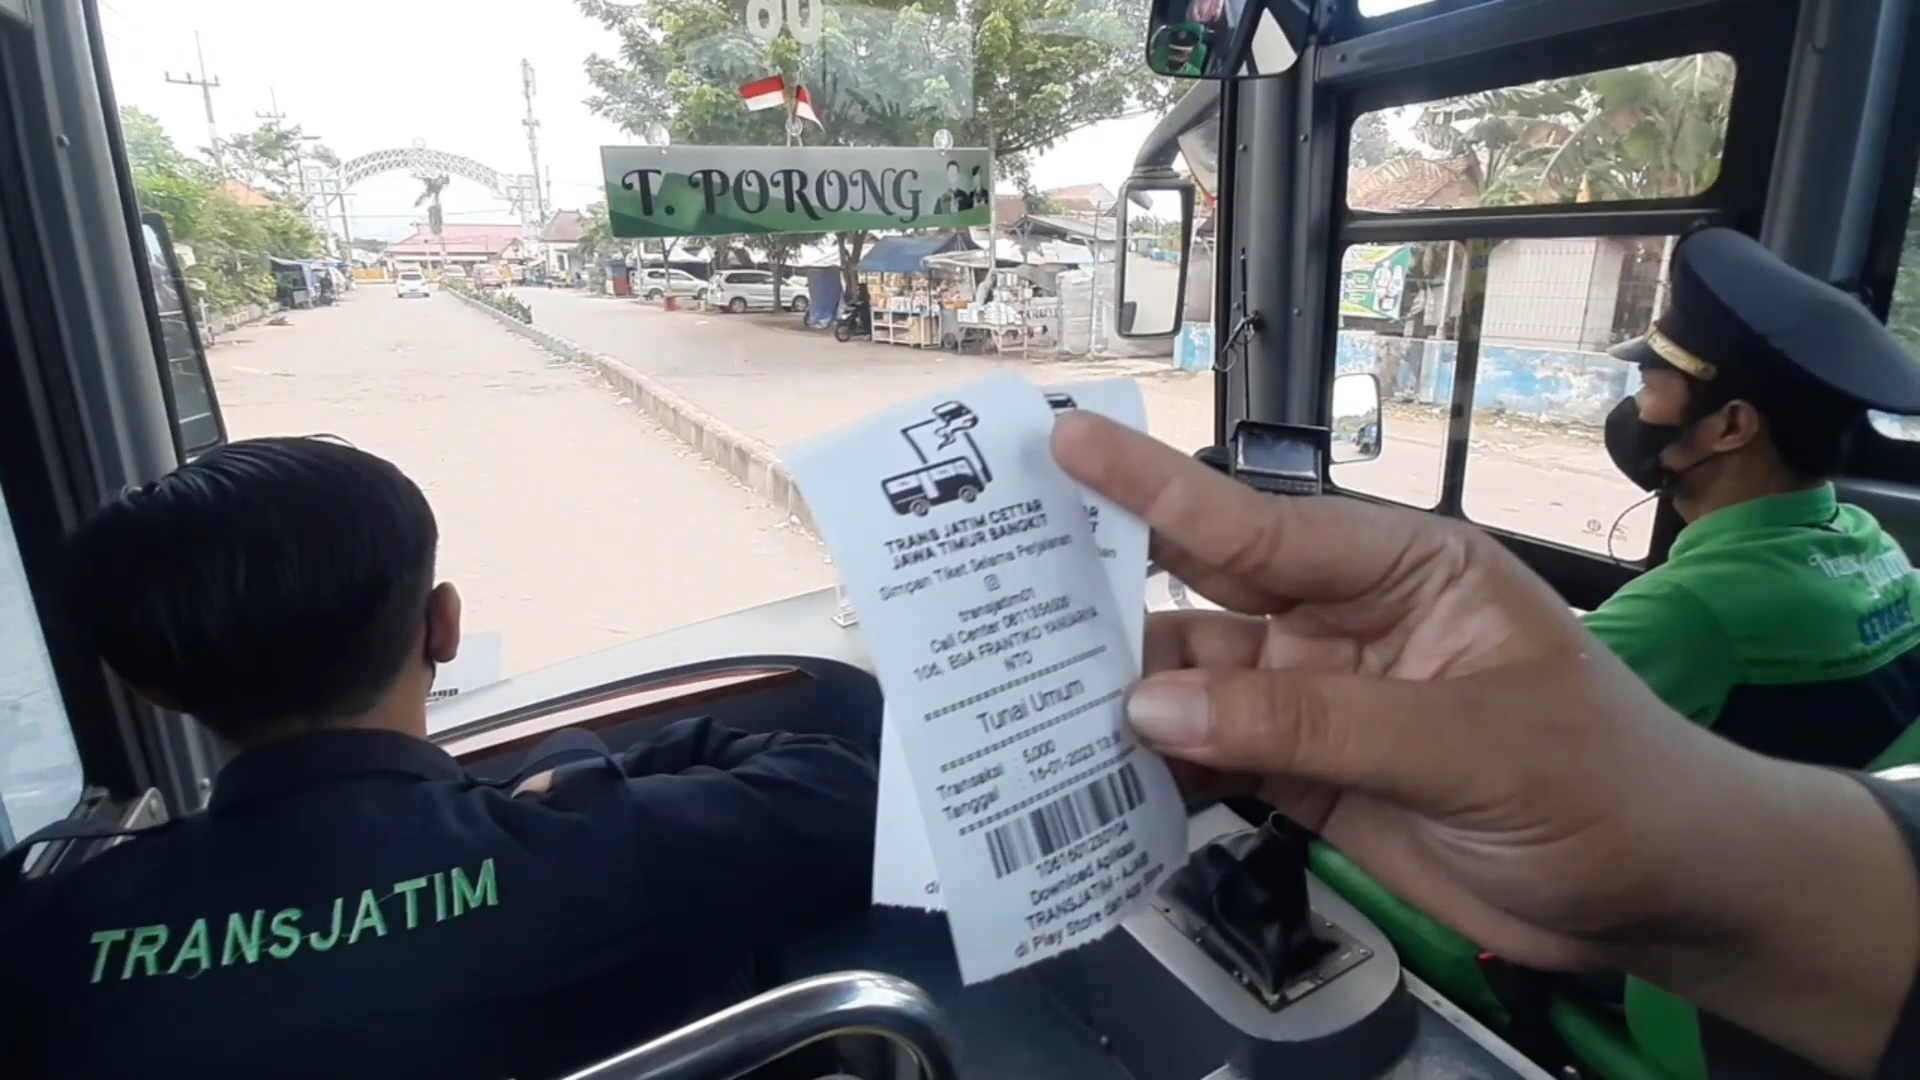 T. PORONG
TRANS JATIM CETTAR
JAWA TIMUR BANGKIT
Simpan Tiket Selama Perjalanan
transjatim01
Call Center
106, EGA FRANTIKO YANUARIYA
NTO
Tunai Umum
Transaksi : 5,000
Tanggal : 16-01-2023
Download Aplikasi
TRANSJATIM - AJAIB
di Play Store dan App Store
TRANSJATIM